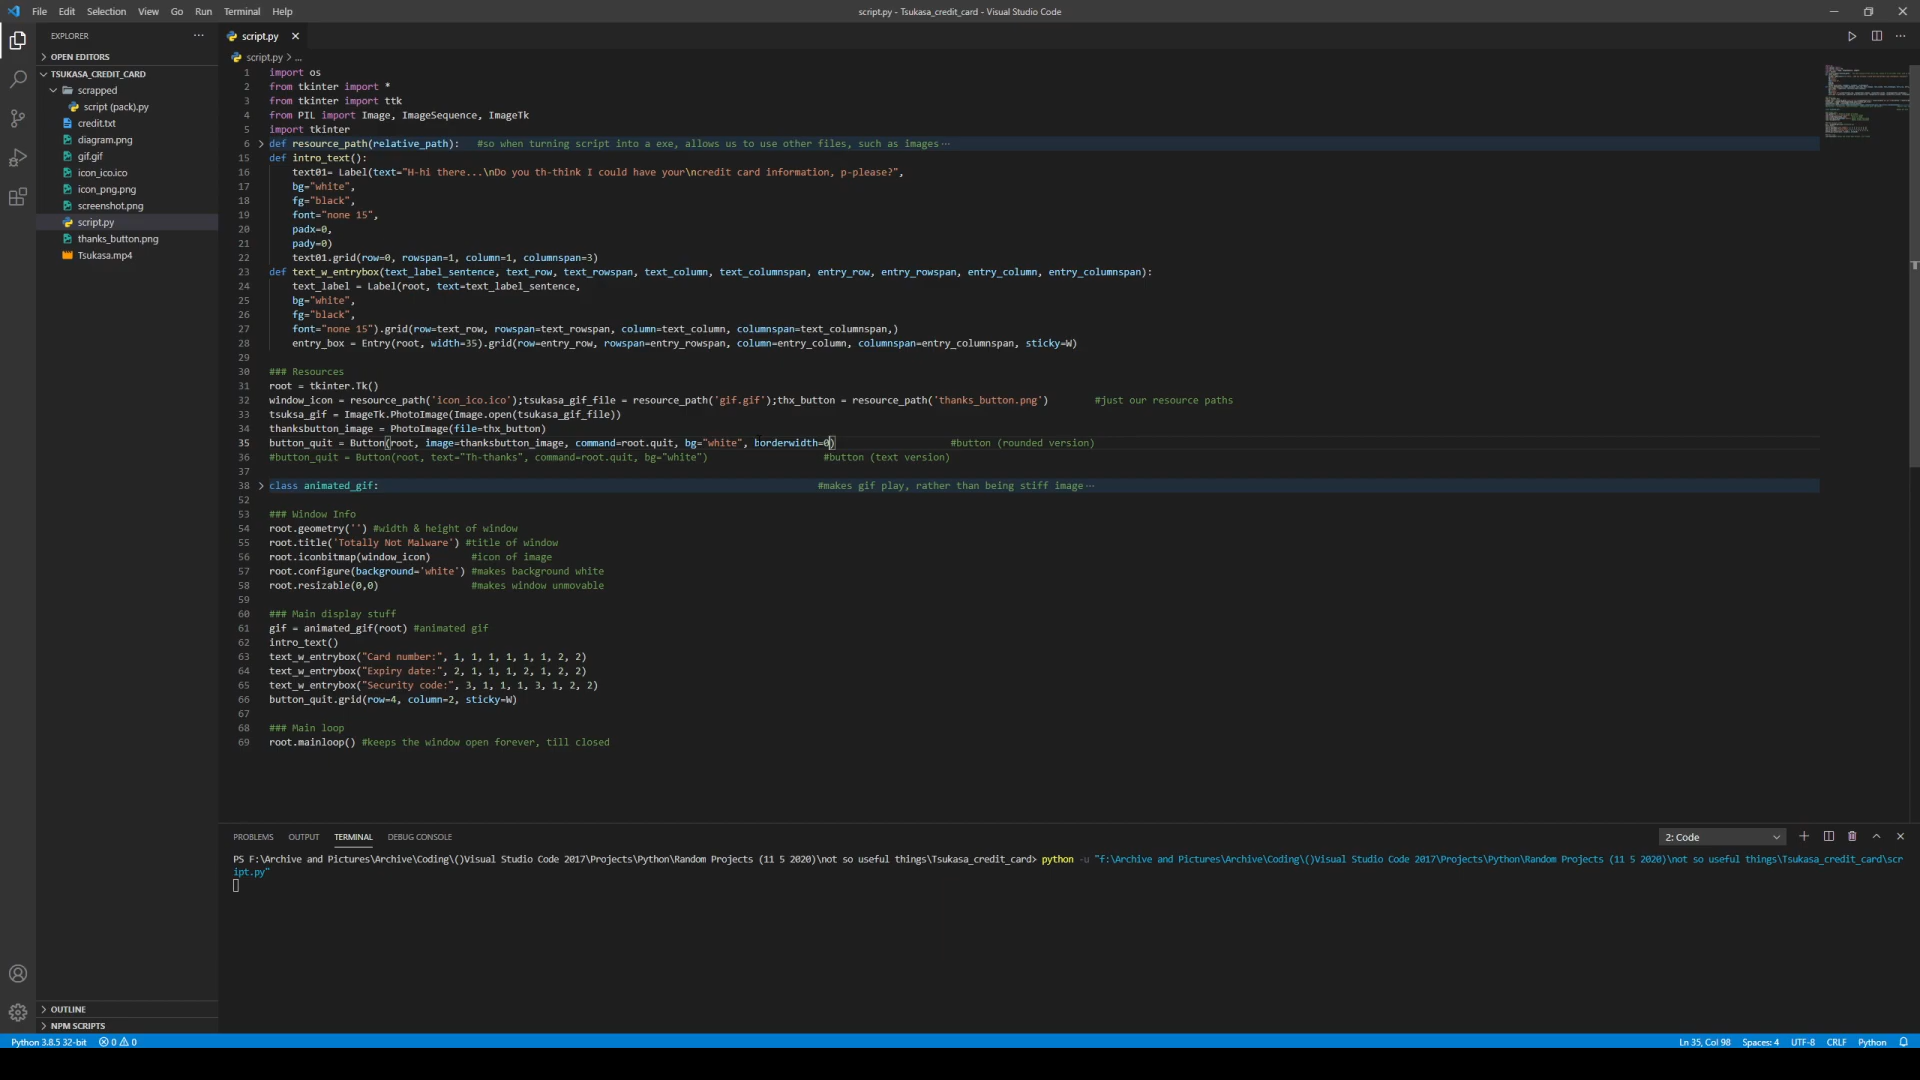 File Edit Selection View Go Run Terminal Help
script.py - Tsukasa_credit_card - Visual Studio Code
EXPLORER
OPEN EDITORS
TSUKASA_CREDIT_CARD
scrapped
script (pack).py
credit.txt
diagram.png
gif.gif
icon_ico.ico
icon_png.png
screenshot.png
script.py
thanks_button.png
Tsukasa.mp4
OUTLINE
NPM SCRIPTS
script.py
script.py > ...
1 import os
2 from tkinter import *
3 from tkinter import ttk
4 from PIL import Image, ImageSequence, ImageTk
5 import tkinter
6 def resource_path(relative_path): #so when turning script into a exe, allows us to use other files, such as images···
15 def intro_text():
16 text01= Label(text="H-hi there...\nDo you th-think I could have your\ncredit card information, p-please?",
17 bg="white",
18 fg="black",
19 font="none 15",
20 padx=0,
21 pady=0)
22 text01.grid(row=0, rowspan=1, column=1, columnspan=3)
23 def text_w_entrybox(text_label_sentence, text_row, text_rowspan, text_column, text_columnspan, entry_row, entry_rowspan, entry_column, entry_columnspan):
24 text_label = Label(root, text=text_label_sentence,
25 bg="white",
26 fg="black",
27 font="none 15").grid(row=text_row, rowspan=text_rowspan, column=text_column, columnspan=text_columnspan,)
28 entry_box = Entry(root, width=35).grid(row=entry_row, rowspan=entry_rowspan, column=entry_column, columnspan=entry_columnspan, sticky=W)
29
30 ### Resources
31 root = tkinter.Tk()
32 window_icon = resource_path('icon_ico.ico');tsukasa_gif_file = resource_path('gif.gif');thx_button = resource_path('thanks_button.png') #just our resource paths
33 tsuksa_gif = ImageTk.PhotoImage(Image.open(tsukasa_gif_file))
34 thanksbutton_image = PhotoImage(file=thx_button)
35 button_quit = Button(root, image=thanksbutton_image, command=root.quit, bg="white", borderwidth=0) #button (rounded version)
36 #button_quit = Button(root, text="Th-thanks", command=root.quit, bg="white") #button (text version)
37
38 class animated_gif: #makes gif play, rather than being stiff image···
52
53 ### Window Info
54 root.geometry('') #width & height of window
55 root.title('Totally Not Malware') #title of window
56 root.iconbitmap(window_icon) #icon of image
57 root.configure(background='white') #makes background white
58 root.resizable(0,0) #makes window unmovable
59
60 ### Main display stuff
61 gif = animated_gif(root) #animated gif
62 intro_text()
63 text_w_entrybox("Card number:", 1, 1, 1, 1, 1, 1, 2, 2)
64 text_w_entrybox("Expiry date:", 2, 1, 1, 1, 2, 1, 2, 2)
65 text_w_entrybox("Security code:", 3, 1, 1, 1, 3, 1, 2, 2)
66 button_quit.grid(row=4, column=2, sticky=W)
67
68 ### Main loop
69 root.mainloop() #keeps the window open forever, till closed
PROBLEMS OUTPUT TERMINAL DEBUG CONSOLE
2: Code
PS F:\Archive and Pictures\Archive\Coding\()Visual Studio Code 2017\Projects\Python\Random Projects (11 5 2020)\not so useful things\Tsukasa_credit_card> python -u "f:\Archive and Pictures\Archive\Coding\()Visual Studio Code 2017\Projects\Python\Random Projects (11 5 2020)\not so useful things\Tsukasa_credit_card\scr
ipt.py"
Python 3.8.5 32-bit 0 0 Ln 35, Col 98 Spaces: 4 UTF-8 CRLF Python